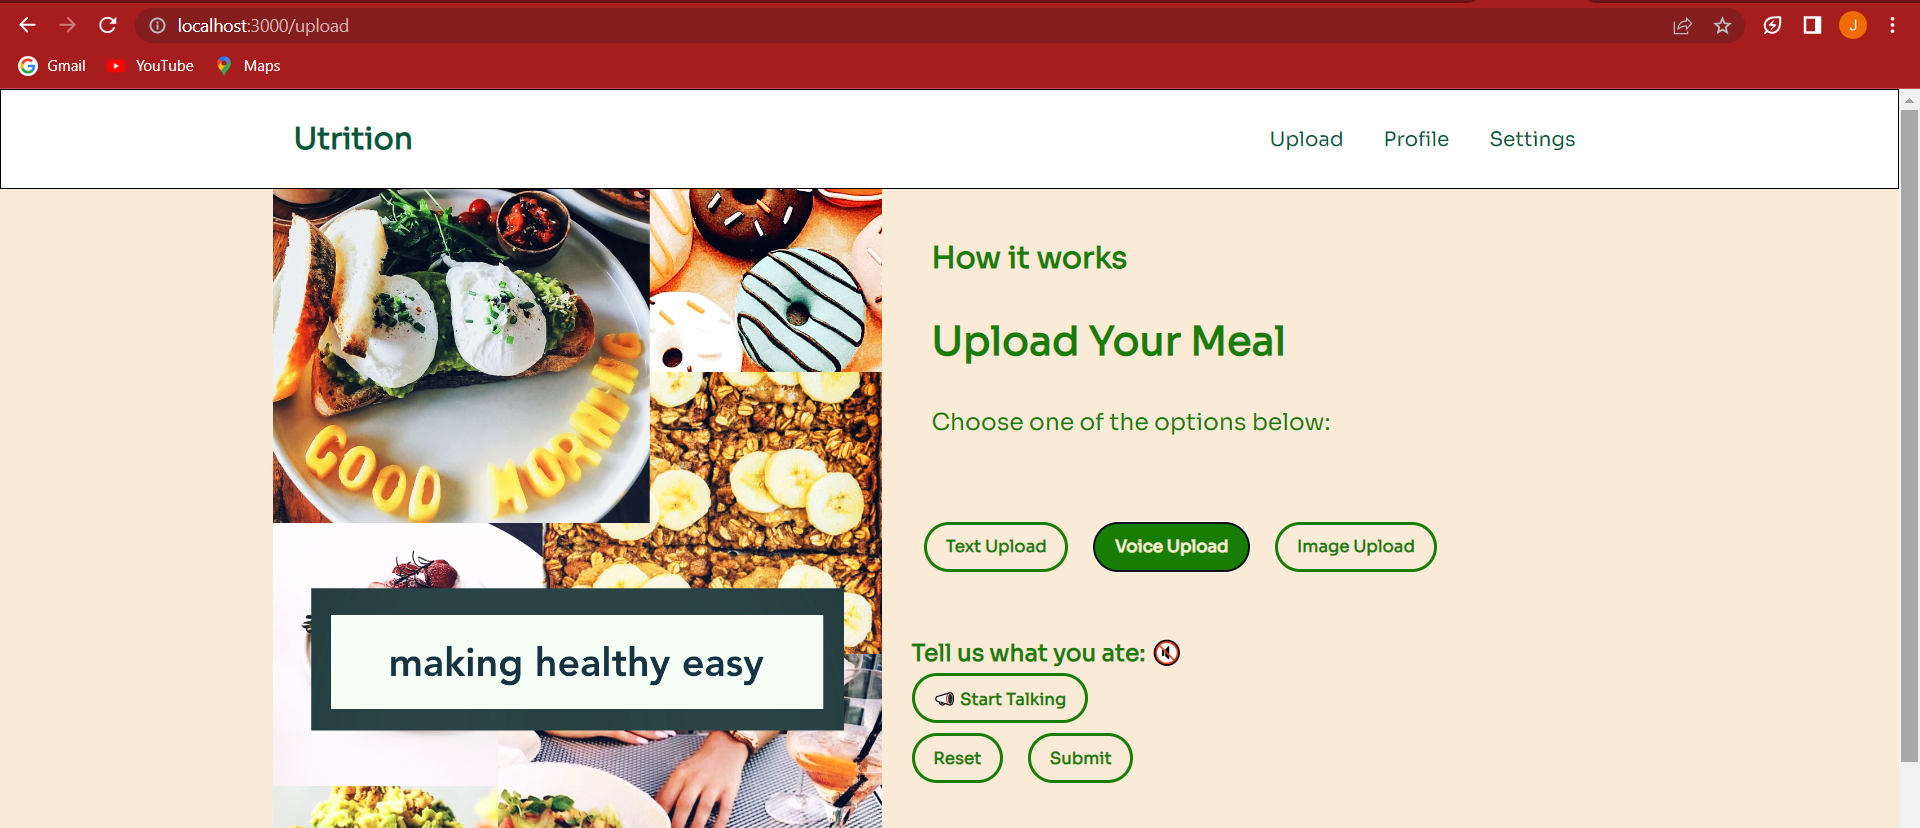 localhost:3000/upload
J
Gmail YouTube Maps
Utrition
Upload Profile Settings
GOOD MORNING
making healthy easy
How it works
Upload Your Meal
Choose one of the options below:
Text Upload Voice Upload Image Upload
Tell us what you ate:
Start Talking
Reset Submit